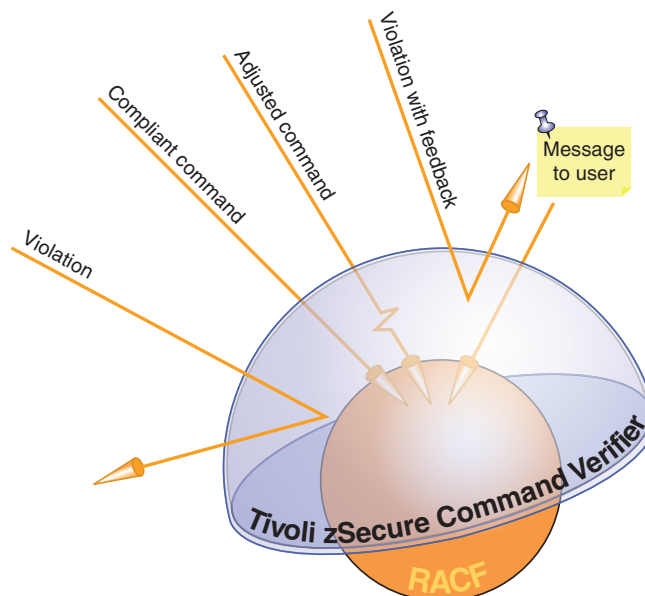 Violation
Compliant command
Adjusted command
Violation with feedback
Message
to user
Tivoli zSecure Command Verifier
RACF